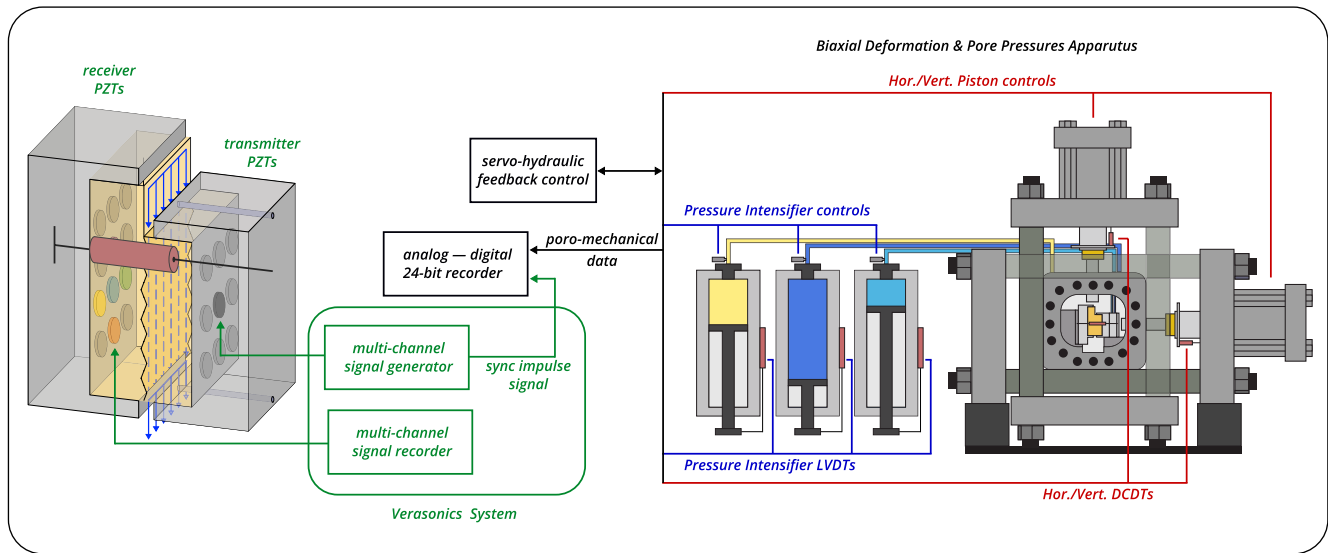 Biaxial Deformation & Pore Pressures Apparutus
receiver
PZTs
transmitter
PZTs
Hor./Vert. Piston controls
servo-hydraulic
feedback control
Pressure Intensifier controls
analog — digital
24-bit recorder
poro-mechanical
data
multi-channel
signal generator
sync impulse
signal
multi-channel
signal recorder
Verasonics System
Pressure Intensifier LVDTs
Hor./Vert. DCDTs